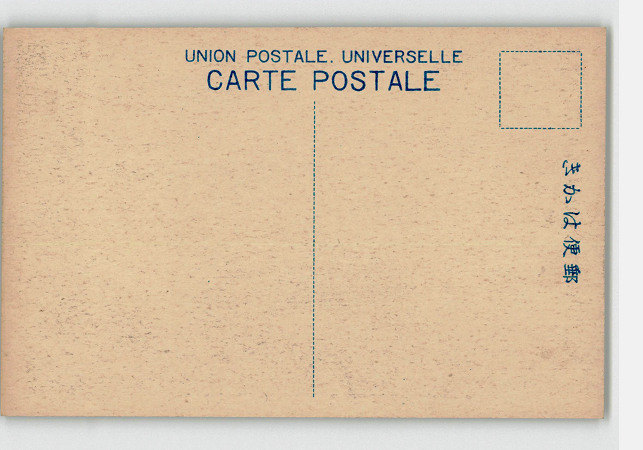 UNION POSTALE. UNIVERSELLE
CARTE POSTALE
きかは便郵